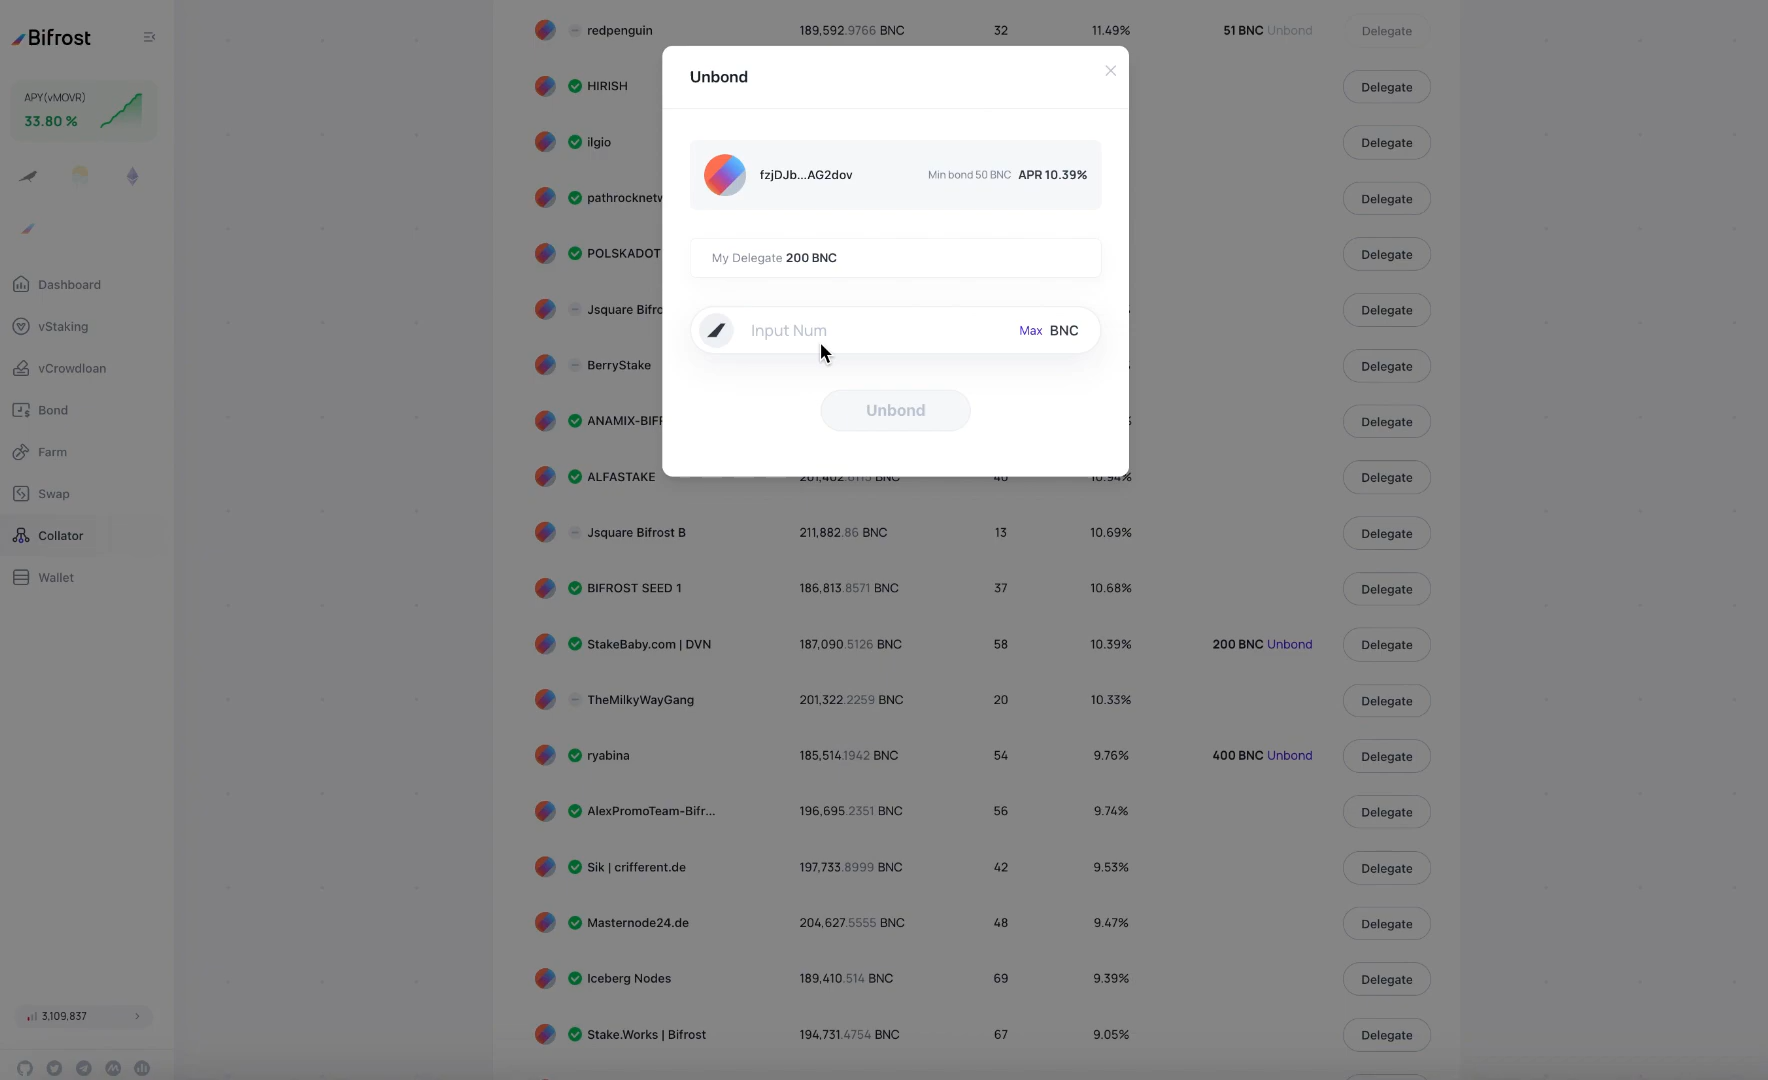 Bifrost
APY(vMOVR)
33.80 %
Dashboard
vStaking
vCrowdloan
Bond
Farm
Swap
Collator
Wallet
3,109,837
redpenguin 189,592.9766 BNC 32 11.49% 51 BNC Unbond Delegate
HIRISH Delegate
ilgio Delegate
pathrocknetw Delegate
POLSKADOT Delegate
Jsquare Bifro Delegate
BerryStake Delegate
ANAMIX-BIF Delegate
ALFASTAKE 10.94% Delegate
Jsquare Bifrost B 211,882.86 BNC 13 10.69% Delegate
BIFROST SEED 1 186,813.8571 BNC 37 10.68% Delegate
StakeBaby.com | DVN 187,090.5126 BNC 58 10.39% 200 BNC Unbond Delegate
TheMilkyWayGang 201,322.2259 BNC 20 10.33% Delegate
ryabina 185,514.1942 BNC 54 9.76% 400 BNC Unbond Delegate
AlexPromoTeam-Bifr... 196,695.2351 BNC 56 9.74% Delegate
Sik | crifferent.de 197,733.8999 BNC 42 9.53% Delegate
Masternode24.de 204,627.5555 BNC 48 9.47% Delegate
Iceberg Nodes 189,410.514 BNC 69 9.39% Delegate
Stake.Works | Bifrost 194,731.4754 BNC 67 9.05% Delegate
Unbond
fzjDJb...AG2dov Min bond 50 BNC APR 10.39%
My Delegate 200 BNC
Input Num Max BNC
Unbond